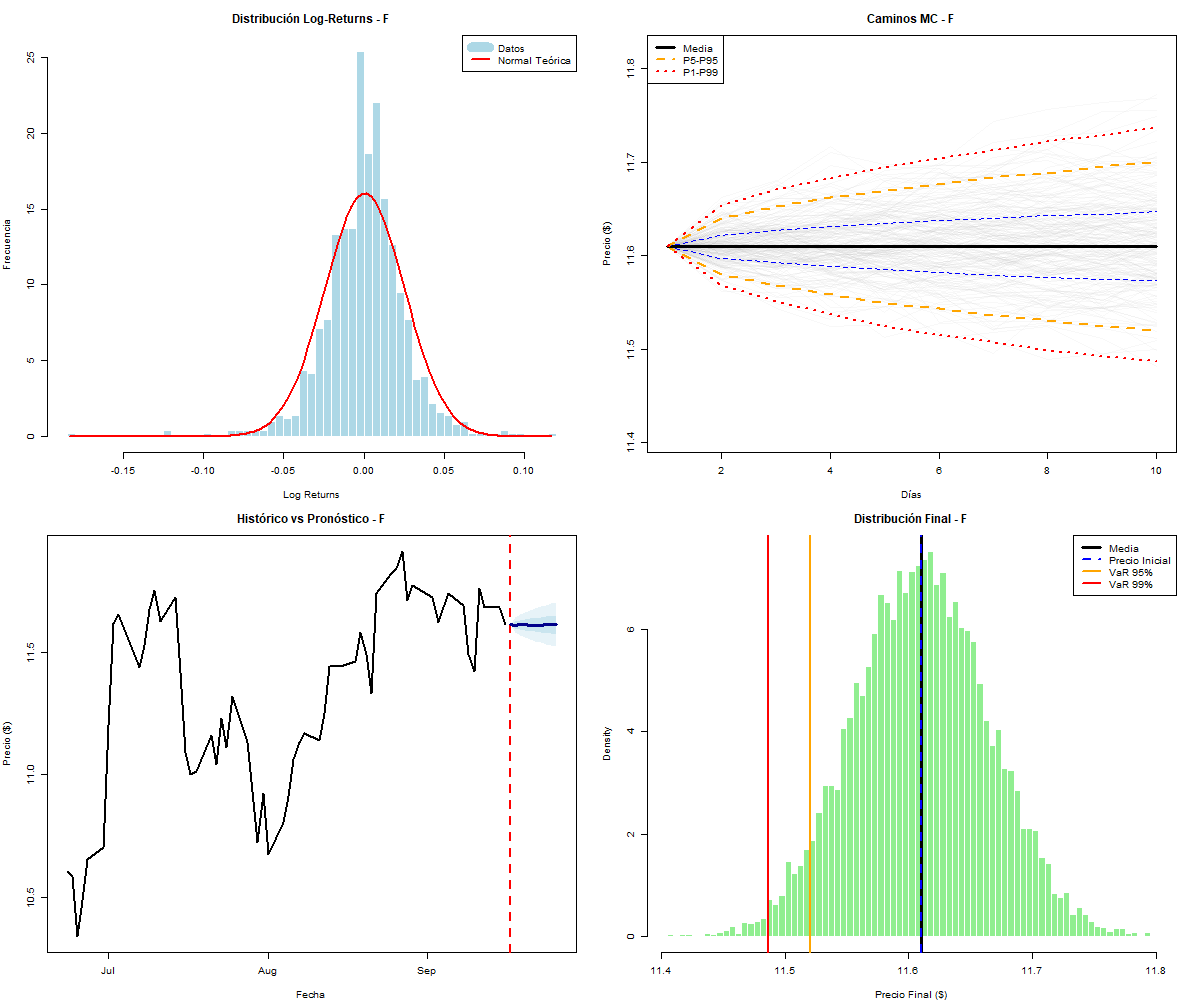 Distribución Log-Returns - F
Datos
Normal Teórica
Frecuencia
25
20
15
10
5
0
-0.15
-0.10
-0.05
0.00
0.05
0.10
Log Returns
Caminos MC - F
Media
P5-P95
P1-P99
Precio ($)
11.8
11.7
11.6
11.5
11.4
2
4
6
8
10
Días
Histórico vs Pronóstico - F
Precio ($)
11.5
11.0
10.5
Jul
Aug
Sep
Fecha
Distribución Final - F
Media
Precio Inicial
VaR 95%
VaR 99%
Density
6
4
2
0
11.4
11.5
11.6
11.7
11.8
Precio Final ($)